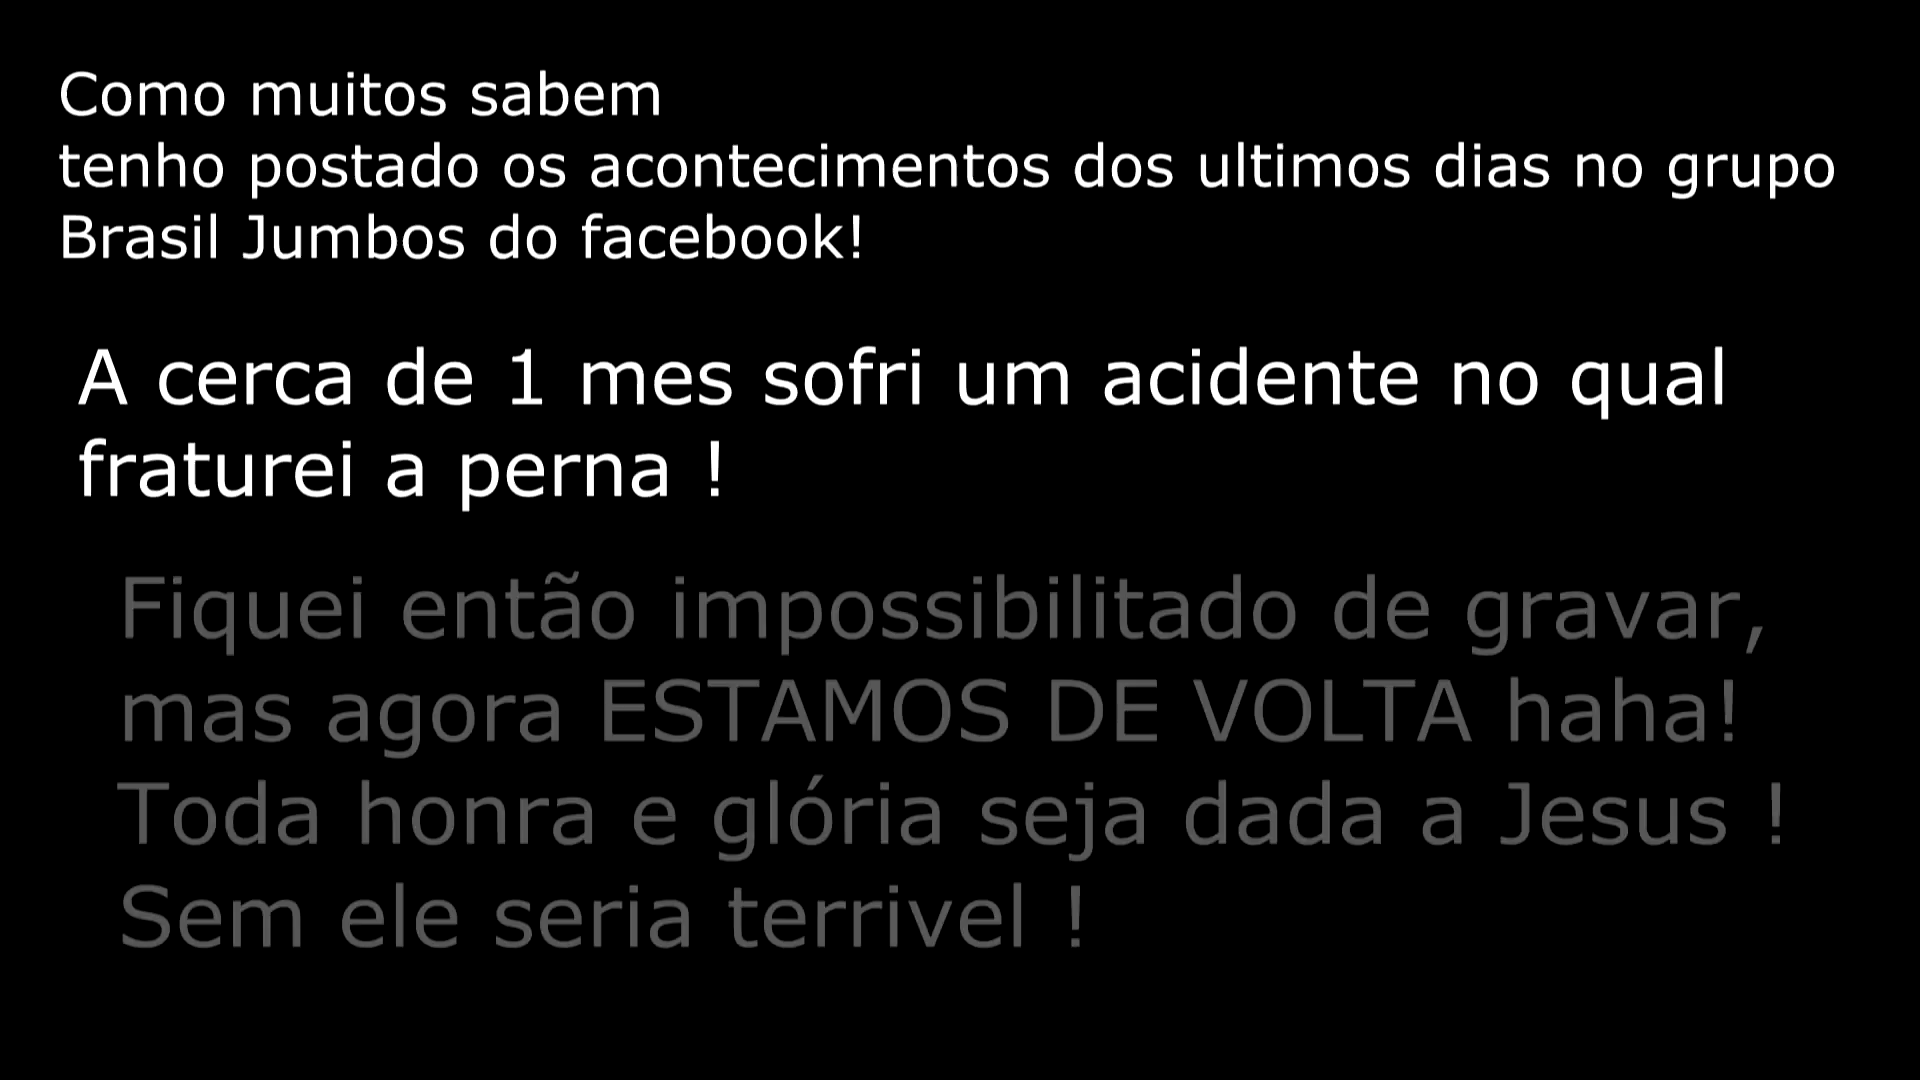 Como muitos sabem
tenho postado os acontecimentos dos ultimos dias no grupo
Brasil Jumbos do facebook!
A cerca de 1 mes sofri um acidente no qual
fraturei a perna !
Fiquei então impossibilitado de gravar,
mas agora ESTAMOS DE VOLTA haha!
Toda honra e glória seja dada a Jesus !
Sem ele seria terrivel !